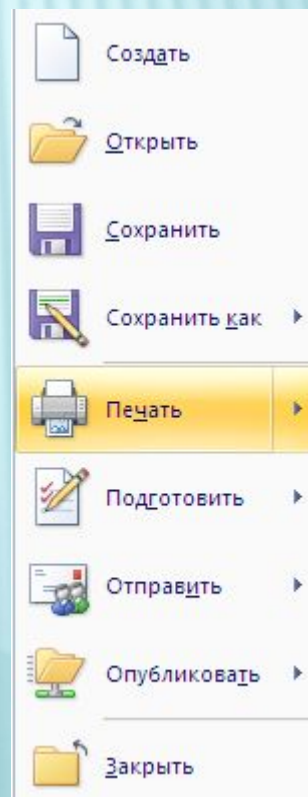 Создать
Открыть
Сохранить
Сохранить как
Печать
Подготовить
Отправить
Опубликовать
Закрыть